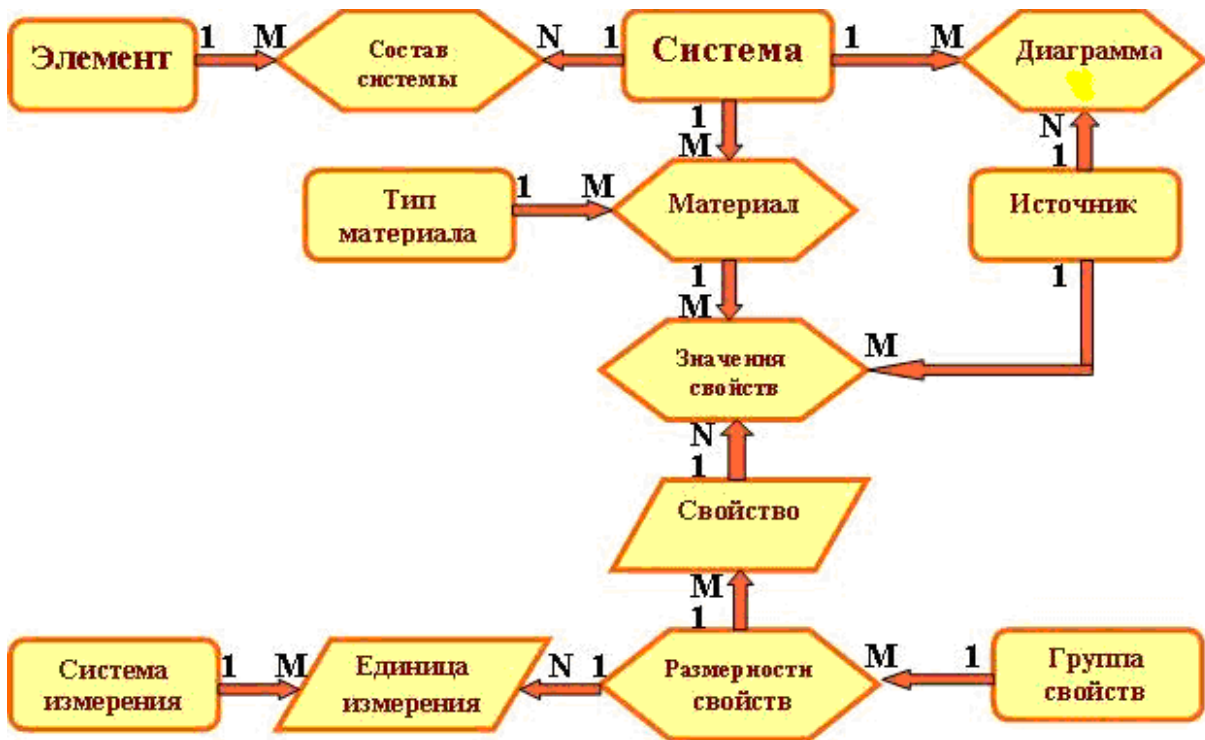 Элемент
1
M
Состав
системы
N
1
Система
1
M
Диаграмма
1
M
N
1
Тип
материала
1
M
Материал
Источник
1
M
1
M
Значения
свойств
N
1
Свойство
M
1
Система
измерения
1
M
Единица
измерения
N
1
Размерности
свойств
M
1
Группа
свойств